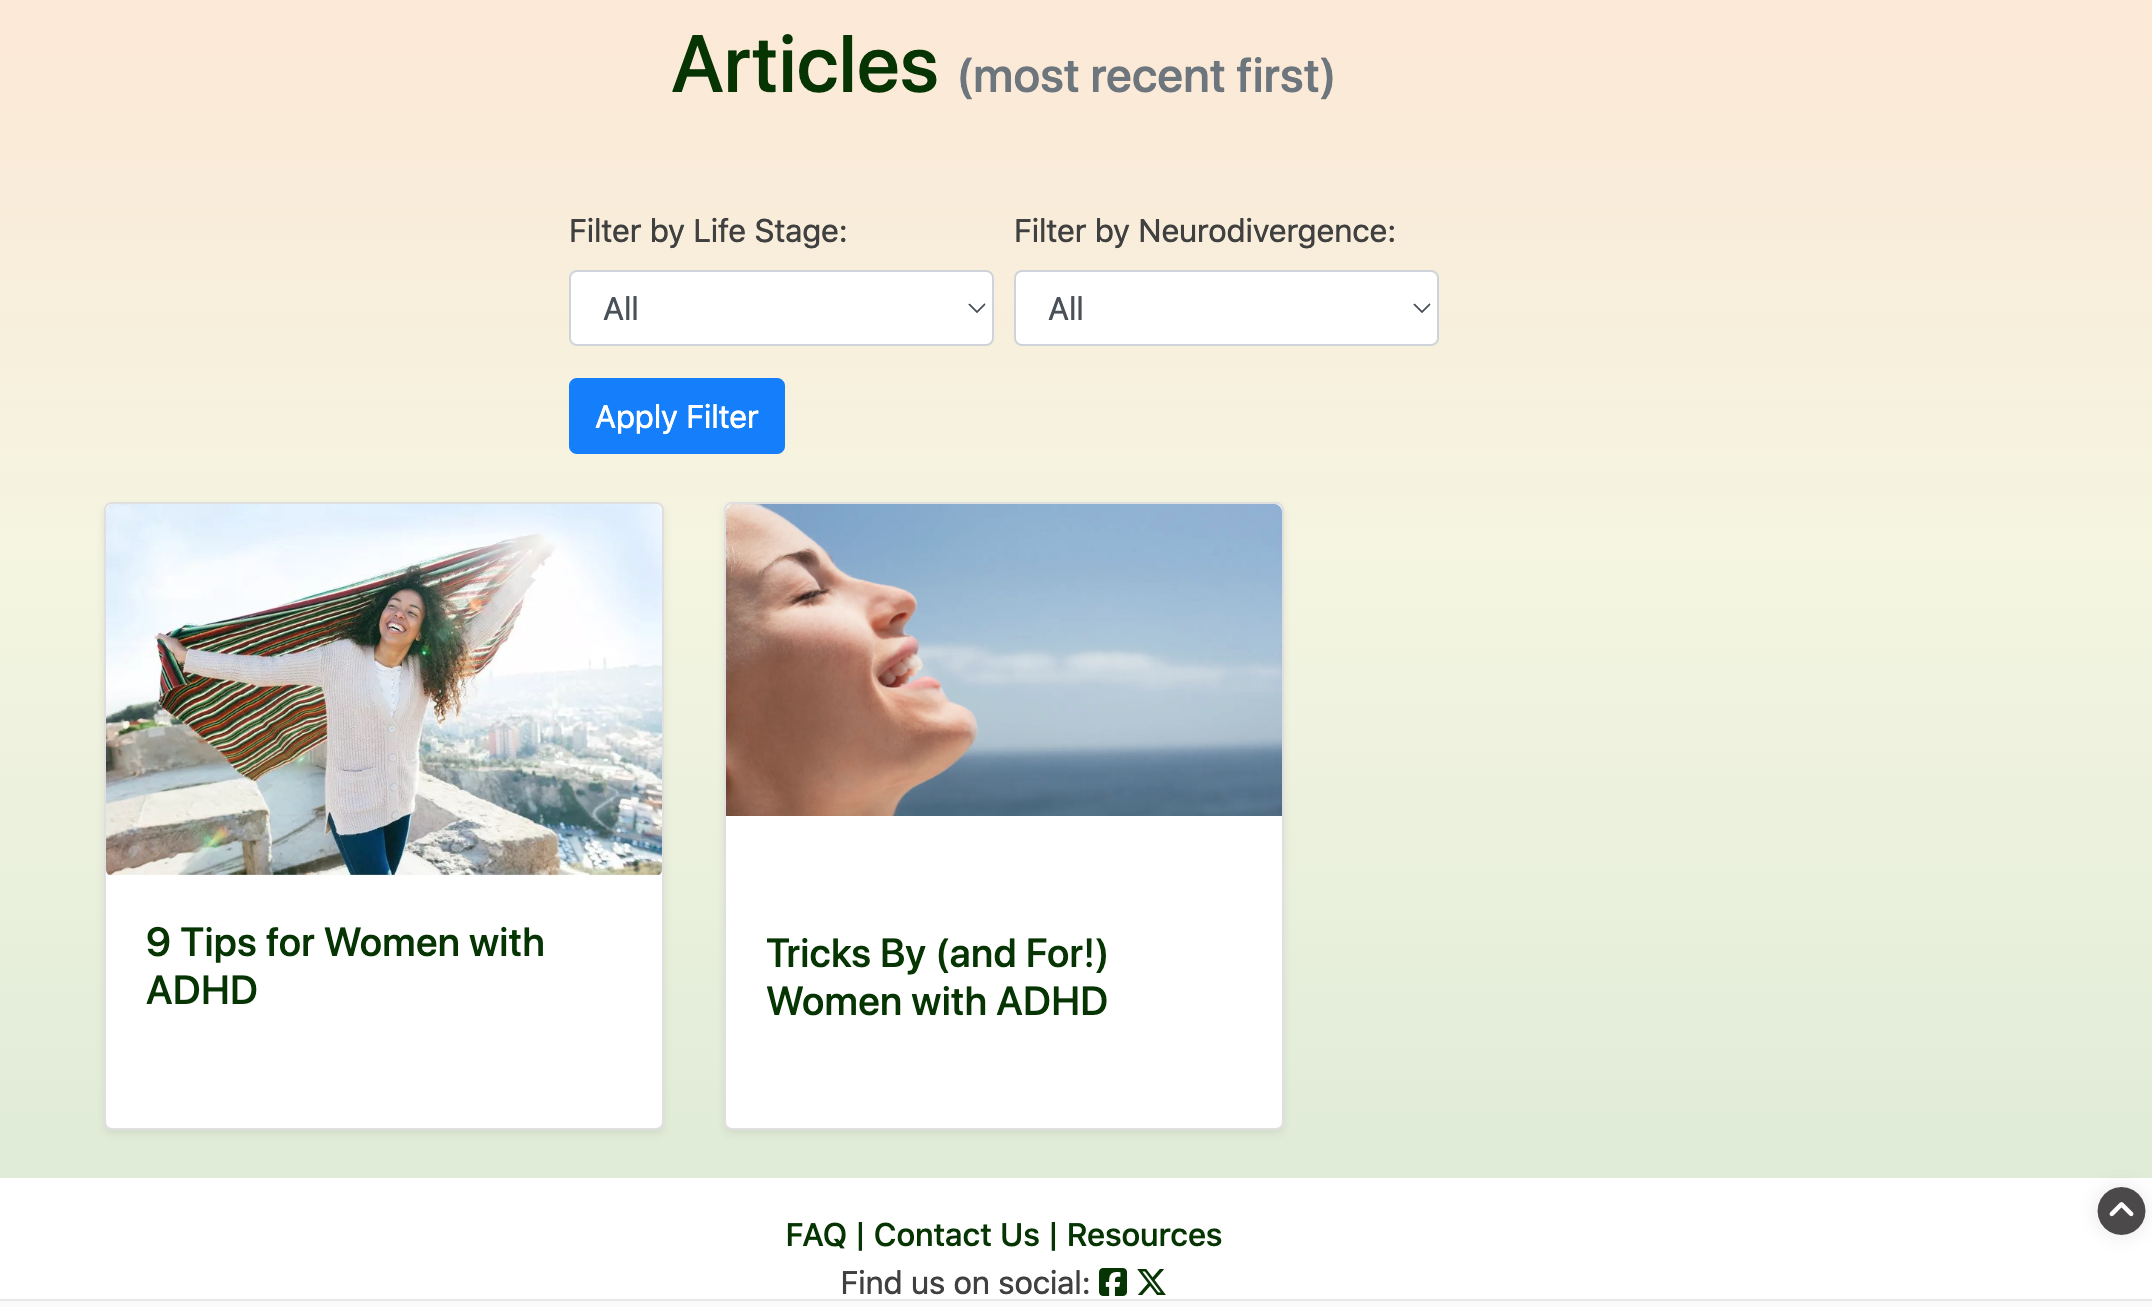 Articles (most recent first)
Filter by Life Stage:
Filter by Neurodivergence:
All
All
Apply Filter
9 Tips for Women with
ADHD
Tricks By (and For!)
Women with ADHD
FAQ | Contact Us | Resources
Find us on social: